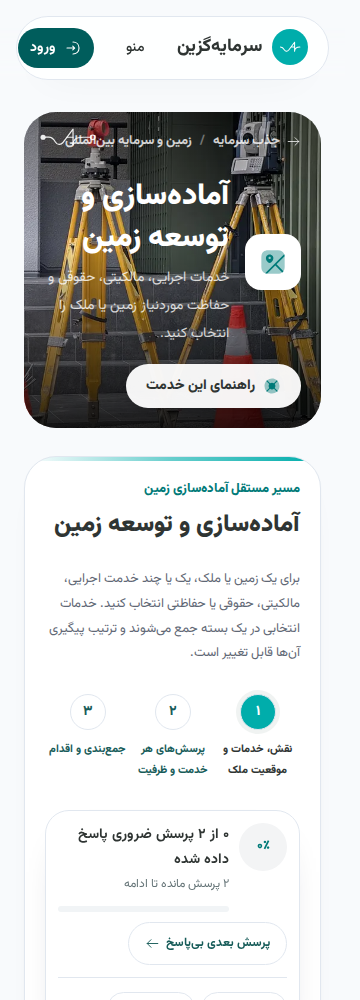 سرمایه‌گزین
منو
ورود
جذب سرمایه / زمین و سرمایه بین‌المللی
آماده‌سازی و
توسعه زمین
خدمات اجرایی، مالکیتی، حقوقی و
حفاظت موردنیاز زمین یا ملک را
انتخاب کنید.
راهنمای این خدمت
مسیر مستقل آماده‌سازی زمین
آماده‌سازی و توسعه زمین
برای یک زمین یا ملک، یک یا چند خدمت اجرایی،
مالکیتی، حقوقی یا حفاظتی انتخاب کنید. خدمات
انتخابی در یک بسته جمع می‌شوند و ترتیب پیگیری
آن‌ها قابل تغییر است.
۱
نقش، خدمات و
موقعیت ملک
۲
پرسش‌های هر
خدمت و ظرفیت
۳
جمع‌بندی و اقدام
۰٪
۰ از ۲ پرسش ضروری پاسخ
داده شده
۲ پرسش مانده تا ادامه
پرسش بعدی بی‌پاسخ